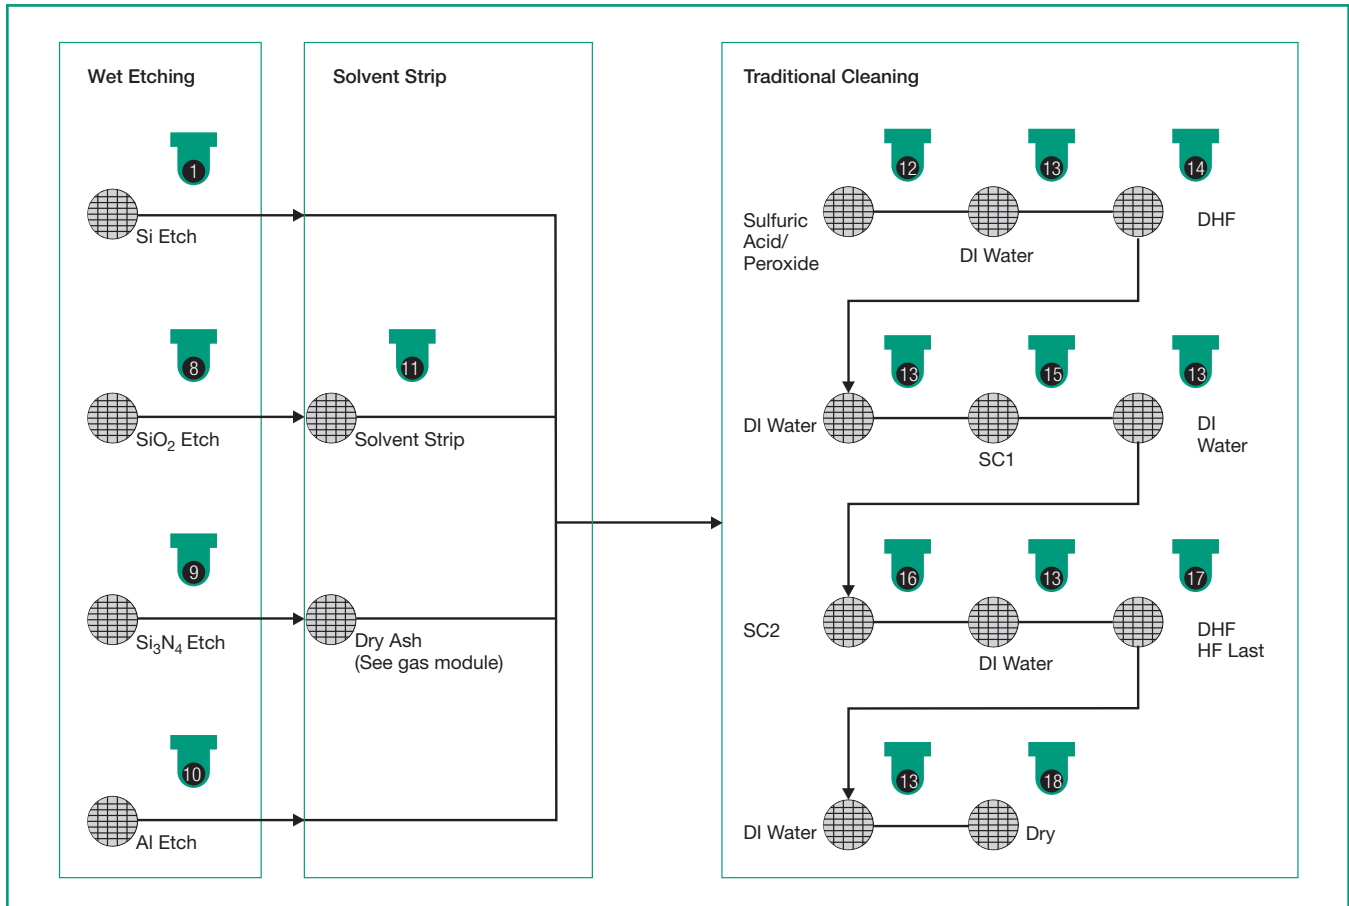 Wet Etching
Solvent Strip
Traditional Cleaning
1
Si Etch
8
SiO₂ Etch
9
Si₃N₄ Etch
10
Al Etch
11
Solvent Strip
Dry Ash
(See gas module)
12
13
14
Sulfuric
Acid/
Peroxide
DI Water
DHF
13
15
13
DI Water
SC1
DI
Water
16
13
17
SC2
DI Water
DHF
HF Last
13
18
DI Water
Dry